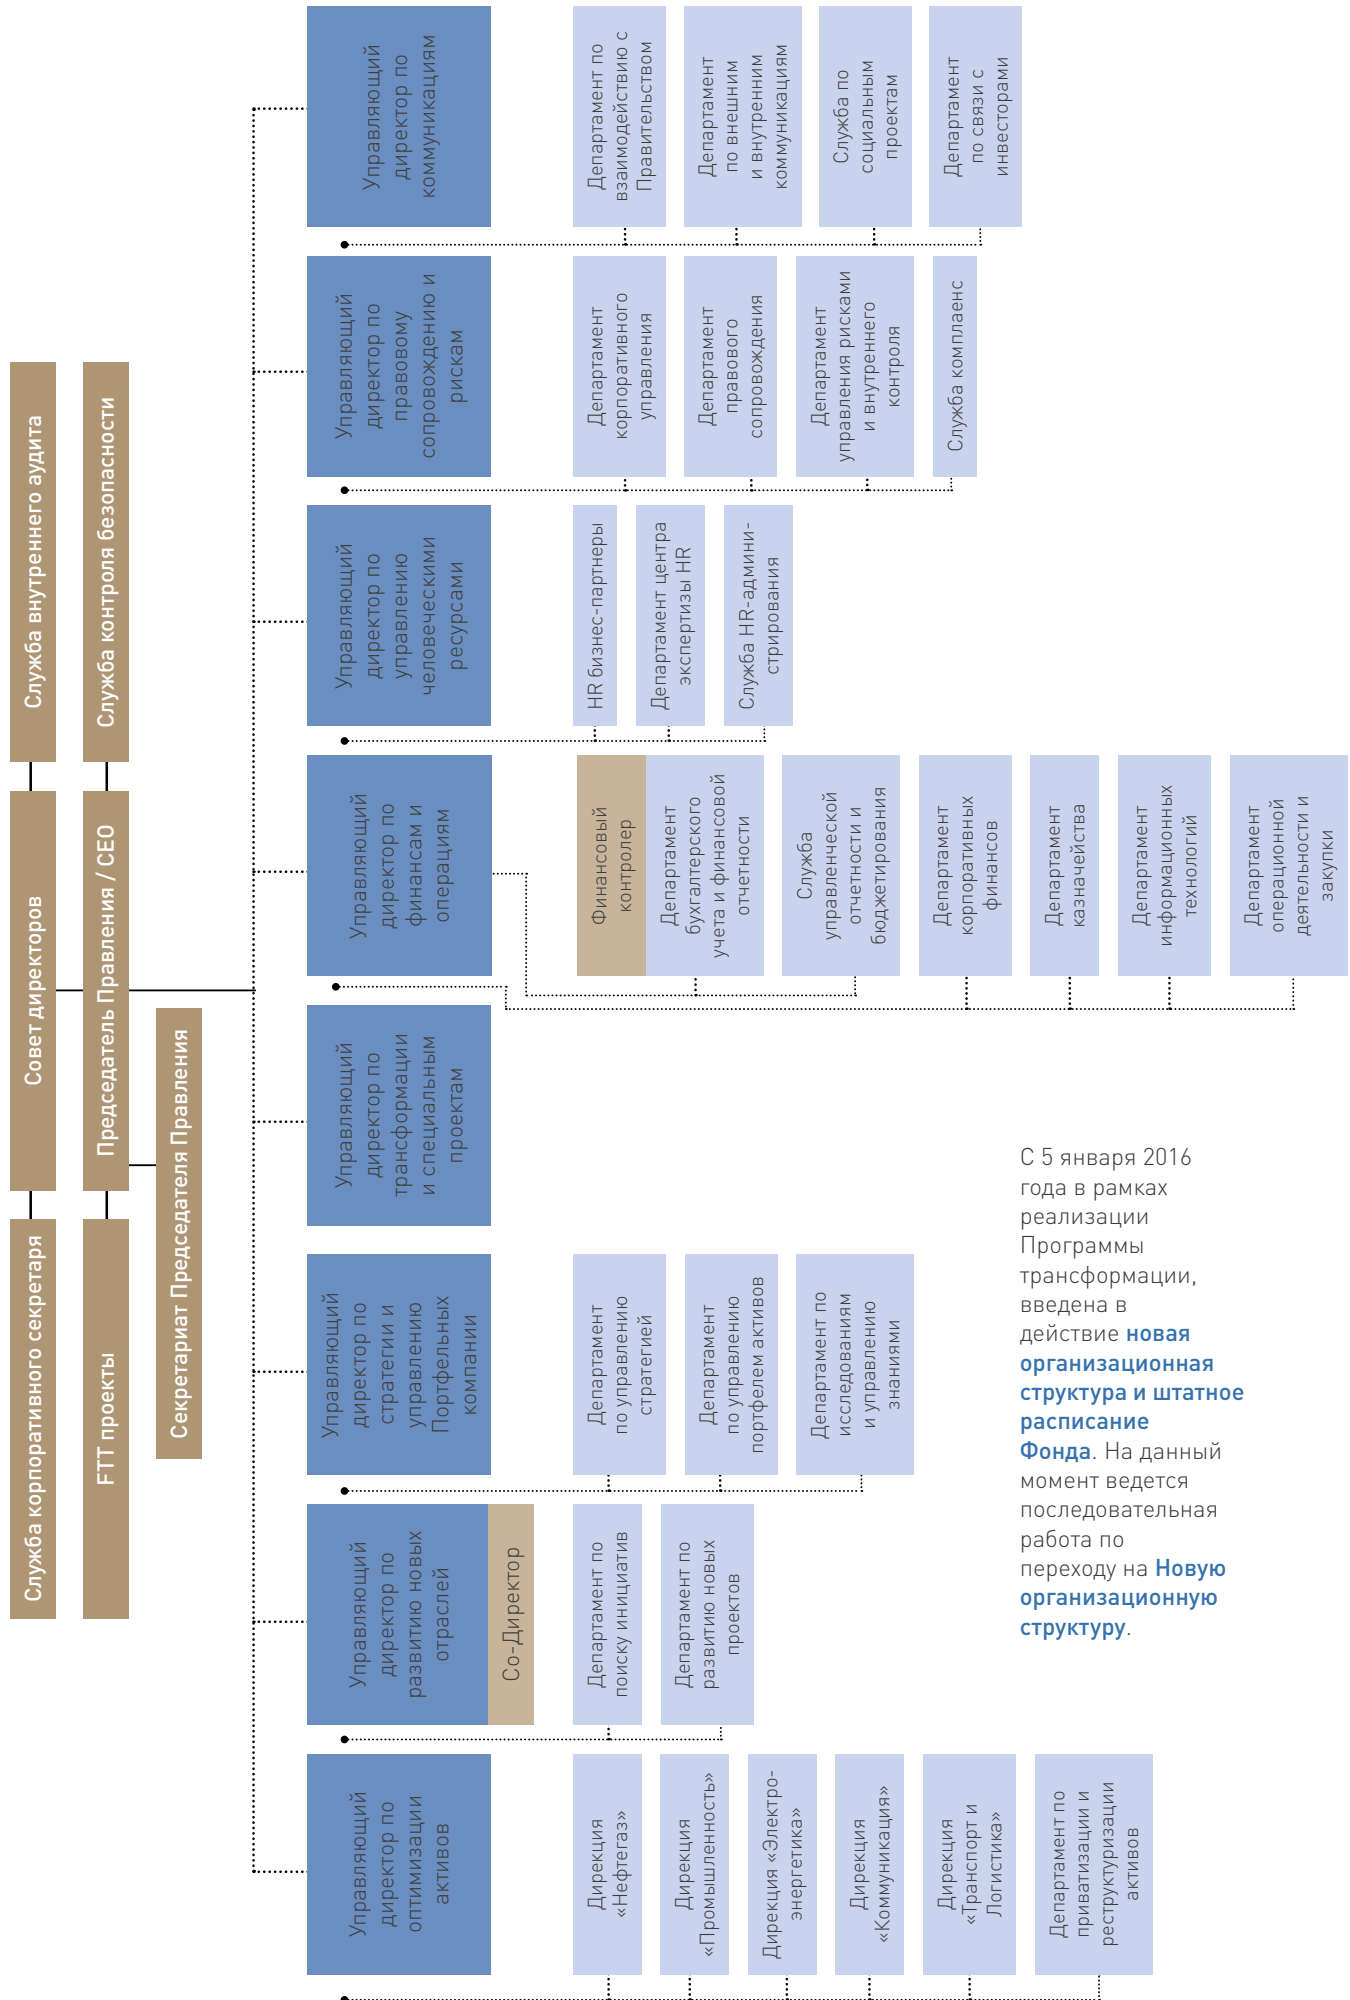 Служба корпоративного секретаря
Совет директоров
Служба внутреннего аудита
FTT проекты
Председатель Правления / CEO
Служба контроля безопасности
Секретариат Председателя Правления
Управляющий
директор по
оптимизации
активов
Дирекция
«Нефтегаз»
Дирекция
«Промышленность»
Дирекция «Электро-
энергетика»
Дирекция
«Коммуникация»
Дирекция
«Транспорт и
Логистика»
Департамент по
приватизации и
реструктуризации
активов
Управляющий
директор по
развитию новых
отраслей
Со-Директор
Департамент по
поиску инициатив
Департамент по
развитию новых
проектов
Управляющий
директор по
стратегии и
управлению
Портфельных
компании
Департамент
по управлению
стратегией
Департамент
по управлению
портфелем активов
Департамент по
исследованиям
и управлению
знаниями
Управляющий
директор по
трансформации
и специальным
проектам
Управляющий
директор по
финансам и
операциям
Финансовый
контролер
Департамент
бухгалтерского
учета и финансовой
отчетности
Служба
управленческой
отчетности и
бюджетирования
Департамент
корпоративных
финансов
Департамент
казначейства
Департамент
информационных
технологий
Департамент
операционной
деятельности и
закупки
Управляющий
директор по
управлению
человеческими
ресурсами
HR бизнес-партнеры
Департамент центра
экспертизы HR
Служба HR-админи-
стрирования
Управляющий
директор по
правовому
сопровождению и
рискам
Департамент
корпоративного
управления
Департамент
правового
сопровождения
Департамент
управления рисками
и внутреннего
контроля
Служба комплаенс
Управляющий
директор по
коммуникациям
Департамент по
взаимодействию с
Правительством
Департамент
по внешним
и внутренним
коммуникациям
Служба по
социальным
проектам
Департамент
по связи с
инвесторами
С 5 января 2016
года в рамках
реализации
Программы
трансформации,
введена в
действие новая
организационная
структура и штатное
расписание
Фонда. На данный
момент ведется
последовательная
работа по
переходу на Новую
организационную
структуру.